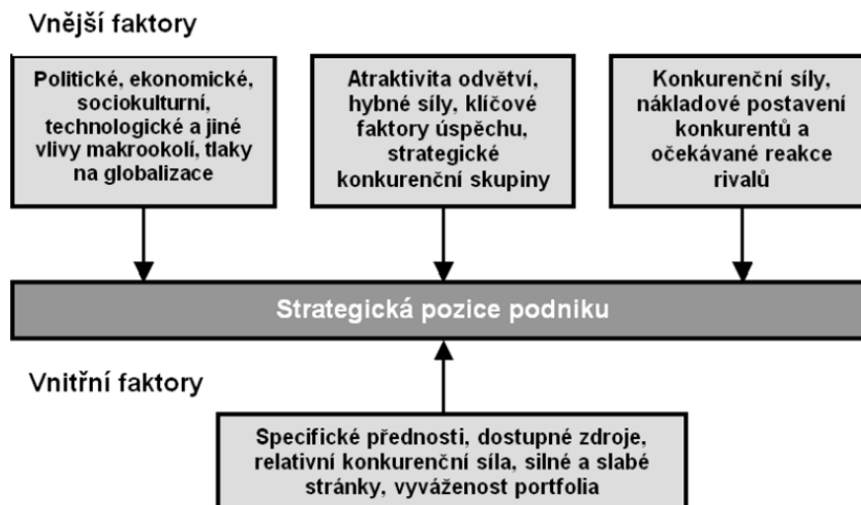 Vnější faktory
Politické, ekonomické,
sociokulturní,
technologické a jiné
vlivy makrookolí, tlaky
na globalizace
Atraktivita odvětví,
hybné síly, klíčové
faktory úspěchu,
strategické
konkurenční skupiny
Konkurenční síly,
nákladové postavení
konkurentů a
očekávané reakce
rivalů
Strategická pozice podniku
Vnitřní faktory
Specifické přednosti, dostupné zdroje,
relativní konkurenční síla, silné a slabé
stránky, vyváženost portfolia